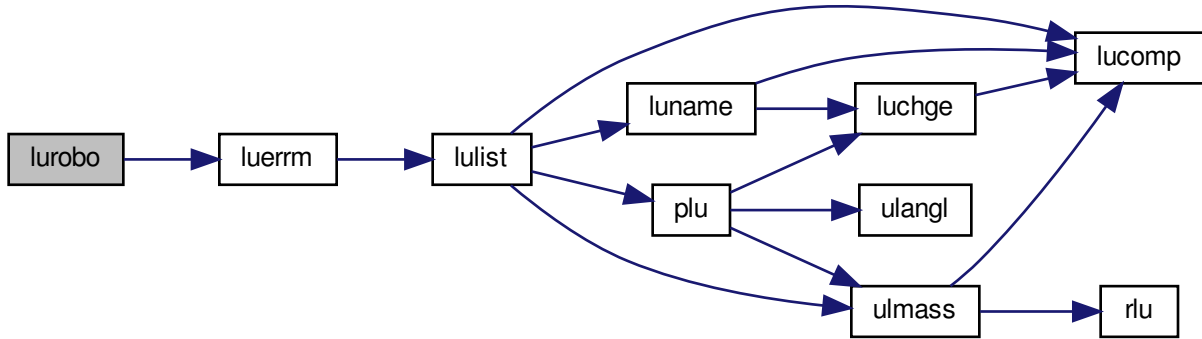 lurobo
luerrm
lulist
luname
plu
luchge
ulangl
ulmass
lucomp
rlu